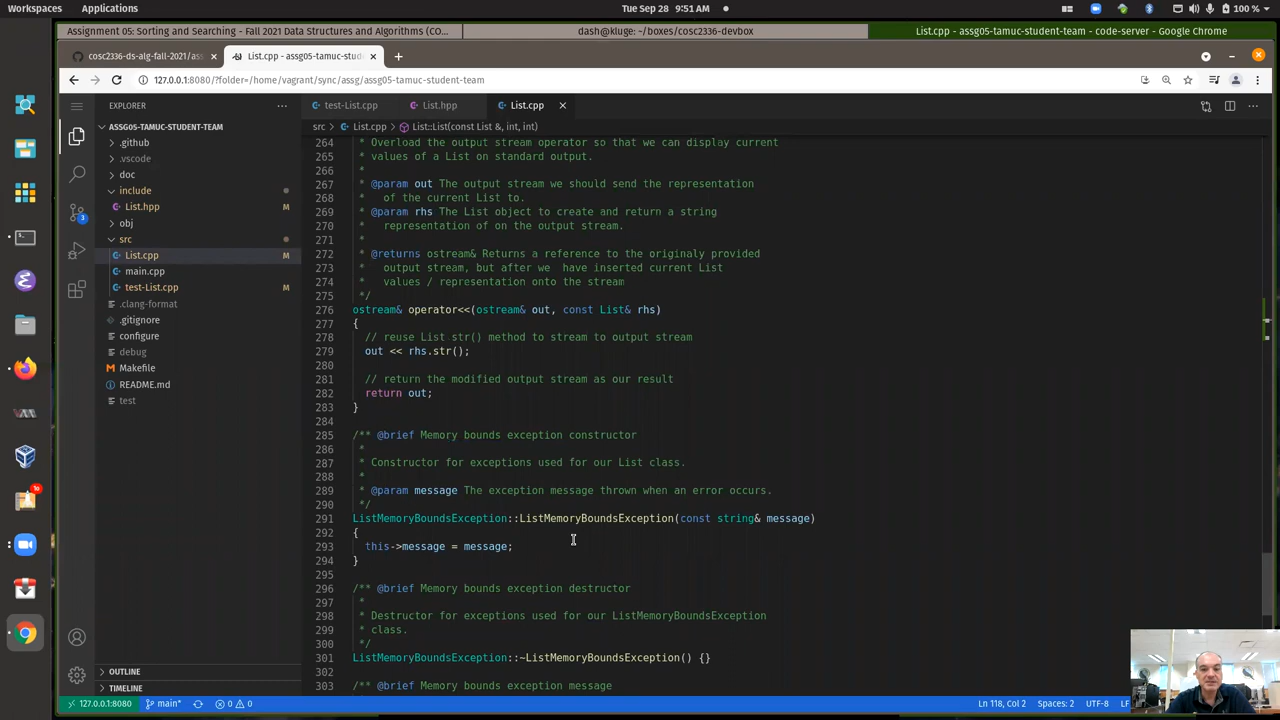 Workspaces Applications Tue Sep 28 9:51 AM 100 %
Assignment 05: Sorting and Searching - Fall 2021 Data Structures and Algorithms (CO... dash@kluge: ~/boxes/cosc2336-devbox List.cpp - assg05-tamuc-student-team - code-server - Google Chrome
cosc2336-ds-alg-fall-2021/as List.cpp - assg05-tamuc-stud
127.0.0.1:8080/?folder=/home/vagrant/sync/assg/assg05-tamuc-student-team
EXPLORER test-List.cpp List.hpp List.cpp
ASSG05-TAMUC-STUDENT-TEAM
src > List.cpp > List::List(const List &, int, int)
.github
.vscode
doc
include
List.hpp M
obj
src
List.cpp M
main.cpp
test-List.cpp M
.clang-format
.gitignore
configure
debug
Makefile
README.md
test
OUTLINE
TIMELINE
3
10
264 * Overload the output stream operator so that we can display current
265 * values of a List on standard output.
266 *
267 * @param out The output stream we should send the representation
268 * of the current List to.
269 * @param rhs The List object to create and return a string
270 * representation of on the output stream.
271 *
272 * @returns ostream& Returns a reference to the originaly provided
273 * output stream, but after we  have inserted current List
274 * values / representation onto the stream
275 */
276 ostream& operator<<(ostream& out, const List& rhs)
277 {
278 // reuse List str() method to stream to output stream
279 out << rhs.str();
280
281 // return the modified output stream as our result
282 return out;
283 }
284
285 /** @brief Memory bounds exception constructor
286 *
287 * Constructor for exceptions used for our List class.
288 *
289 * @param message The exception message thrown when an error occurs.
290 */
291 ListMemoryBoundsException::ListMemoryBoundsException(const string& message)
292 {
293 this->message = message;
294 }
295
296 /** @brief Memory bounds exception destructor
297 *
298 * Destructor for exceptions used for our ListMemoryBoundsException
299 * class.
300 */
301 ListMemoryBoundsException::~ListMemoryBoundsException() {}
302
303 /** @brief Memory bounds exception message
127.0.0.1:8080 main* 0 0 Ln 118, Col 2 Spaces: 2 UTF-8